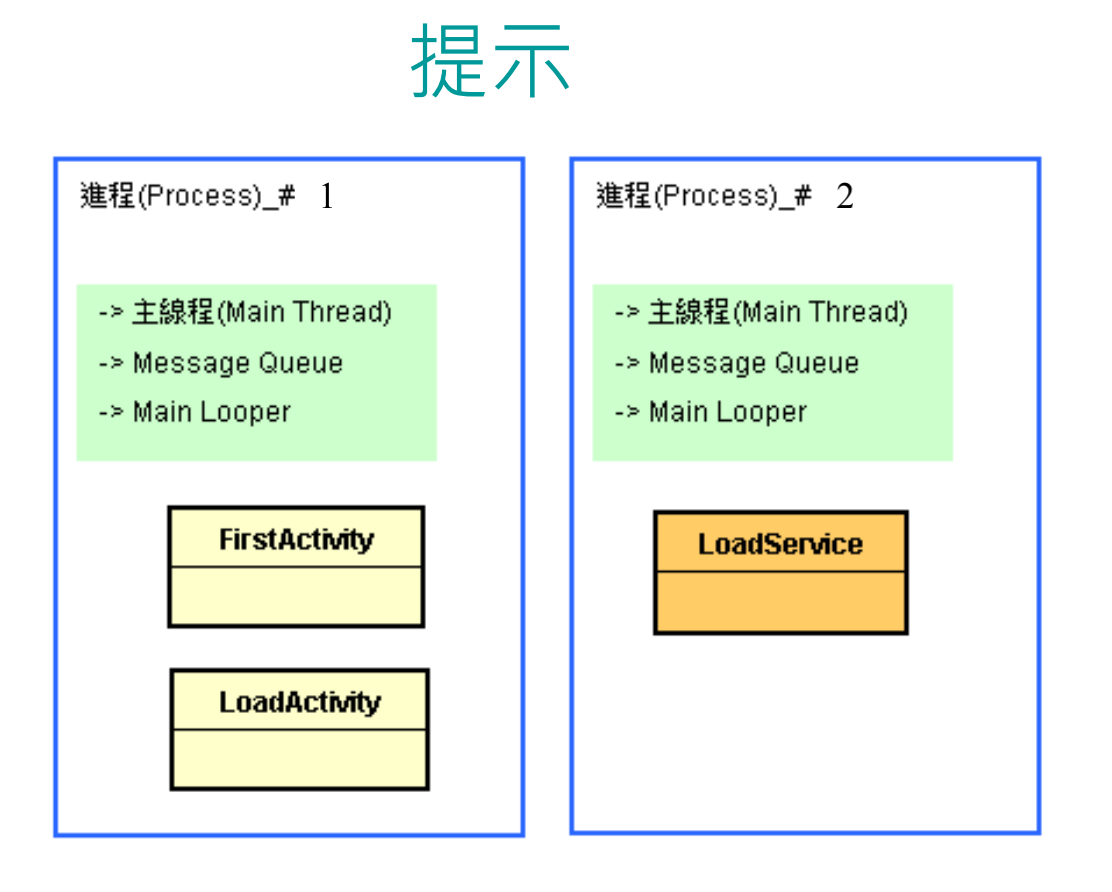 提示
進程(Process)_# 1
-> 主線程(Main Thread)
-> Message Queue
-> Main Looper
FirstActivity
LoadActivity
進程(Process)_# 2
-> 主線程(Main Thread)
-> Message Queue
-> Main Looper
LoadService